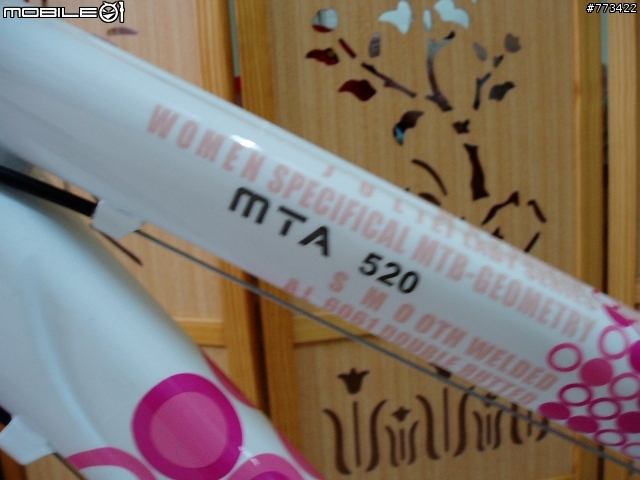 MOBILE01
#773422
WOMEN SPECIFICAL MTB-GEOMETRY
MTA 520
SMOOTH WELDED
AL 6061 DOUBLE BUTTED